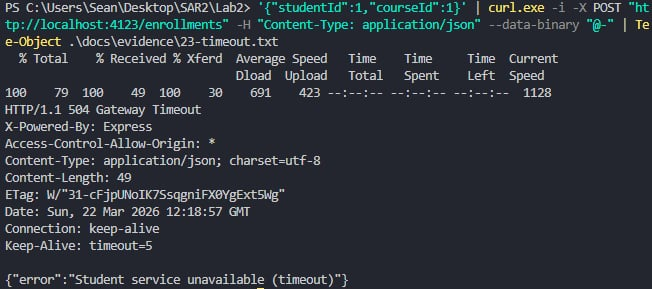 PS C:\Users\Sean\Desktop\SAR2\Lab2> '{"studentId":1,"courseId":1}' | curl.exe -i -X POST "ht
tp://localhost:4123/enrollments" -H "Content-Type: application/json" --data-binary "@-" | Te
e-Object .\docs\evidence\23-timeout.txt
  % Total    % Received % Xferd  Average Speed   Time    Time     Time  Current
                                 Dload  Upload   Total   Spent    Left  Speed
100    79  100    49  100    30    691    423 --:--:-- --:--:-- --:--:--  1128
HTTP/1.1 504 Gateway Timeout
X-Powered-By: Express
Access-Control-Allow-Origin: *
Content-Type: application/json; charset=utf-8
Content-Length: 49
ETag: W/"31-cFjpUNoIK7SsqgniFX0YgExt5Wg"
Date: Sun, 22 Mar 2026 12:18:57 GMT
Connection: keep-alive
Keep-Alive: timeout=5

{"error":"Student service unavailable (timeout)"}